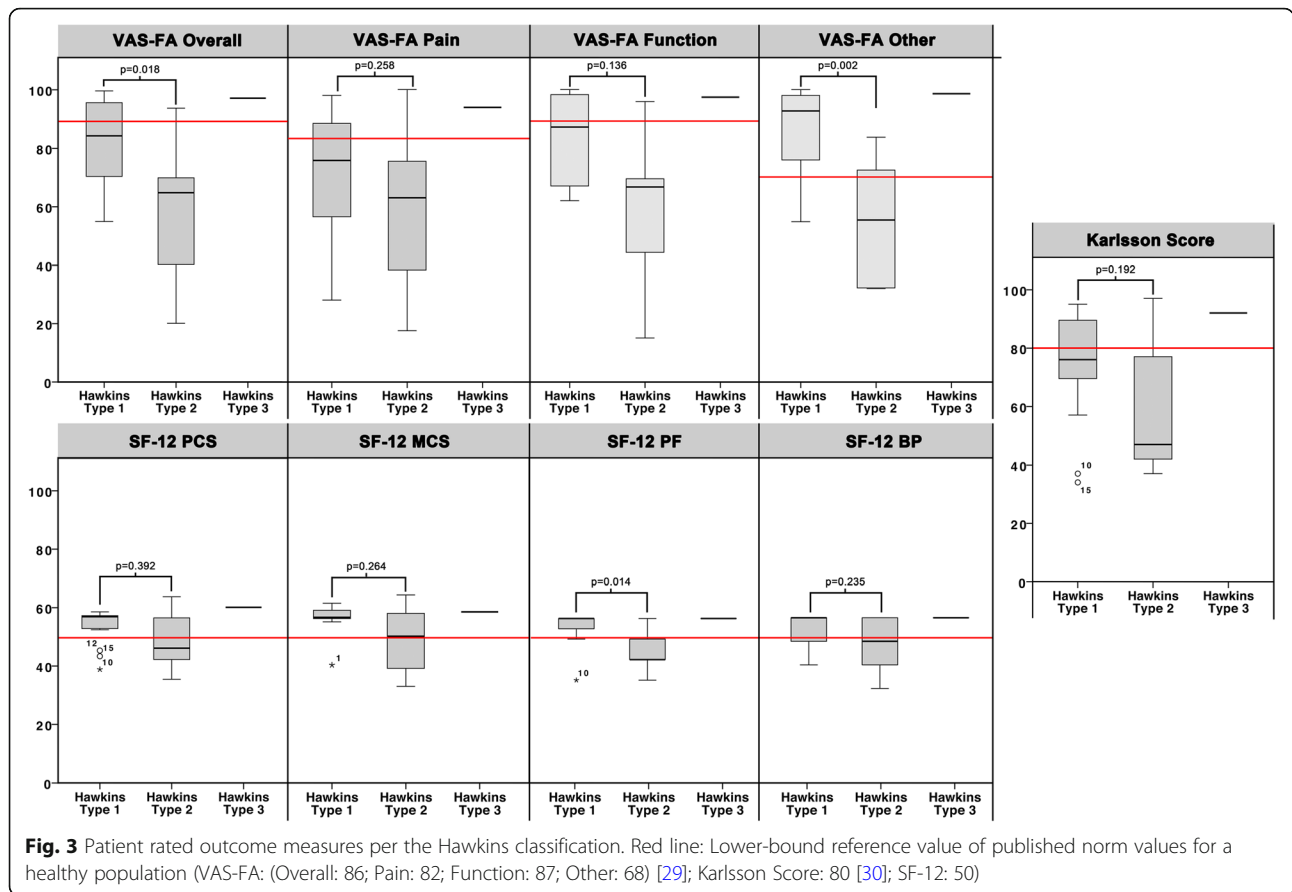 VAS-FA Overall VAS-FA Pain VAS-FA Function VAS-FA Other
p=0.018 p=0.258 p=0.136 p=0.002
100
80
60
40
20
0
Hawkins Type 1 Hawkins Type 2 Hawkins Type 3 Hawkins Type 1 Hawkins Type 2 Hawkins Type 3 Hawkins Type 1 Hawkins Type 2 Hawkins Type 3 Hawkins Type 1 Hawkins Type 2 Hawkins Type 3
Karlsson Score
p=0.192
100
80
60
40
20
0
10
15
Hawkins Type 1 Hawkins Type 2 Hawkins Type 3
SF-12 PCS SF-12 MCS SF-12 PF SF-12 BP
p=0.392 p=0.264 p=0.014 p=0.235
100
80
60
40
20
0
12 15
10
1
10
Hawkins Type 1 Hawkins Type 2 Hawkins Type 3 Hawkins Type 1 Hawkins Type 2 Hawkins Type 3 Hawkins Type 1 Hawkins Type 2 Hawkins Type 3 Hawkins Type 1 Hawkins Type 2 Hawkins Type 3
Fig. 3 Patient rated outcome measures per the Hawkins classification. Red line: Lower-bound reference value of published norm values for a
healthy population (VAS-FA: (Overall: 86; Pain: 82; Function: 87; Other: 68) [29]; Karlsson Score: 80 [30]; SF-12: 50)